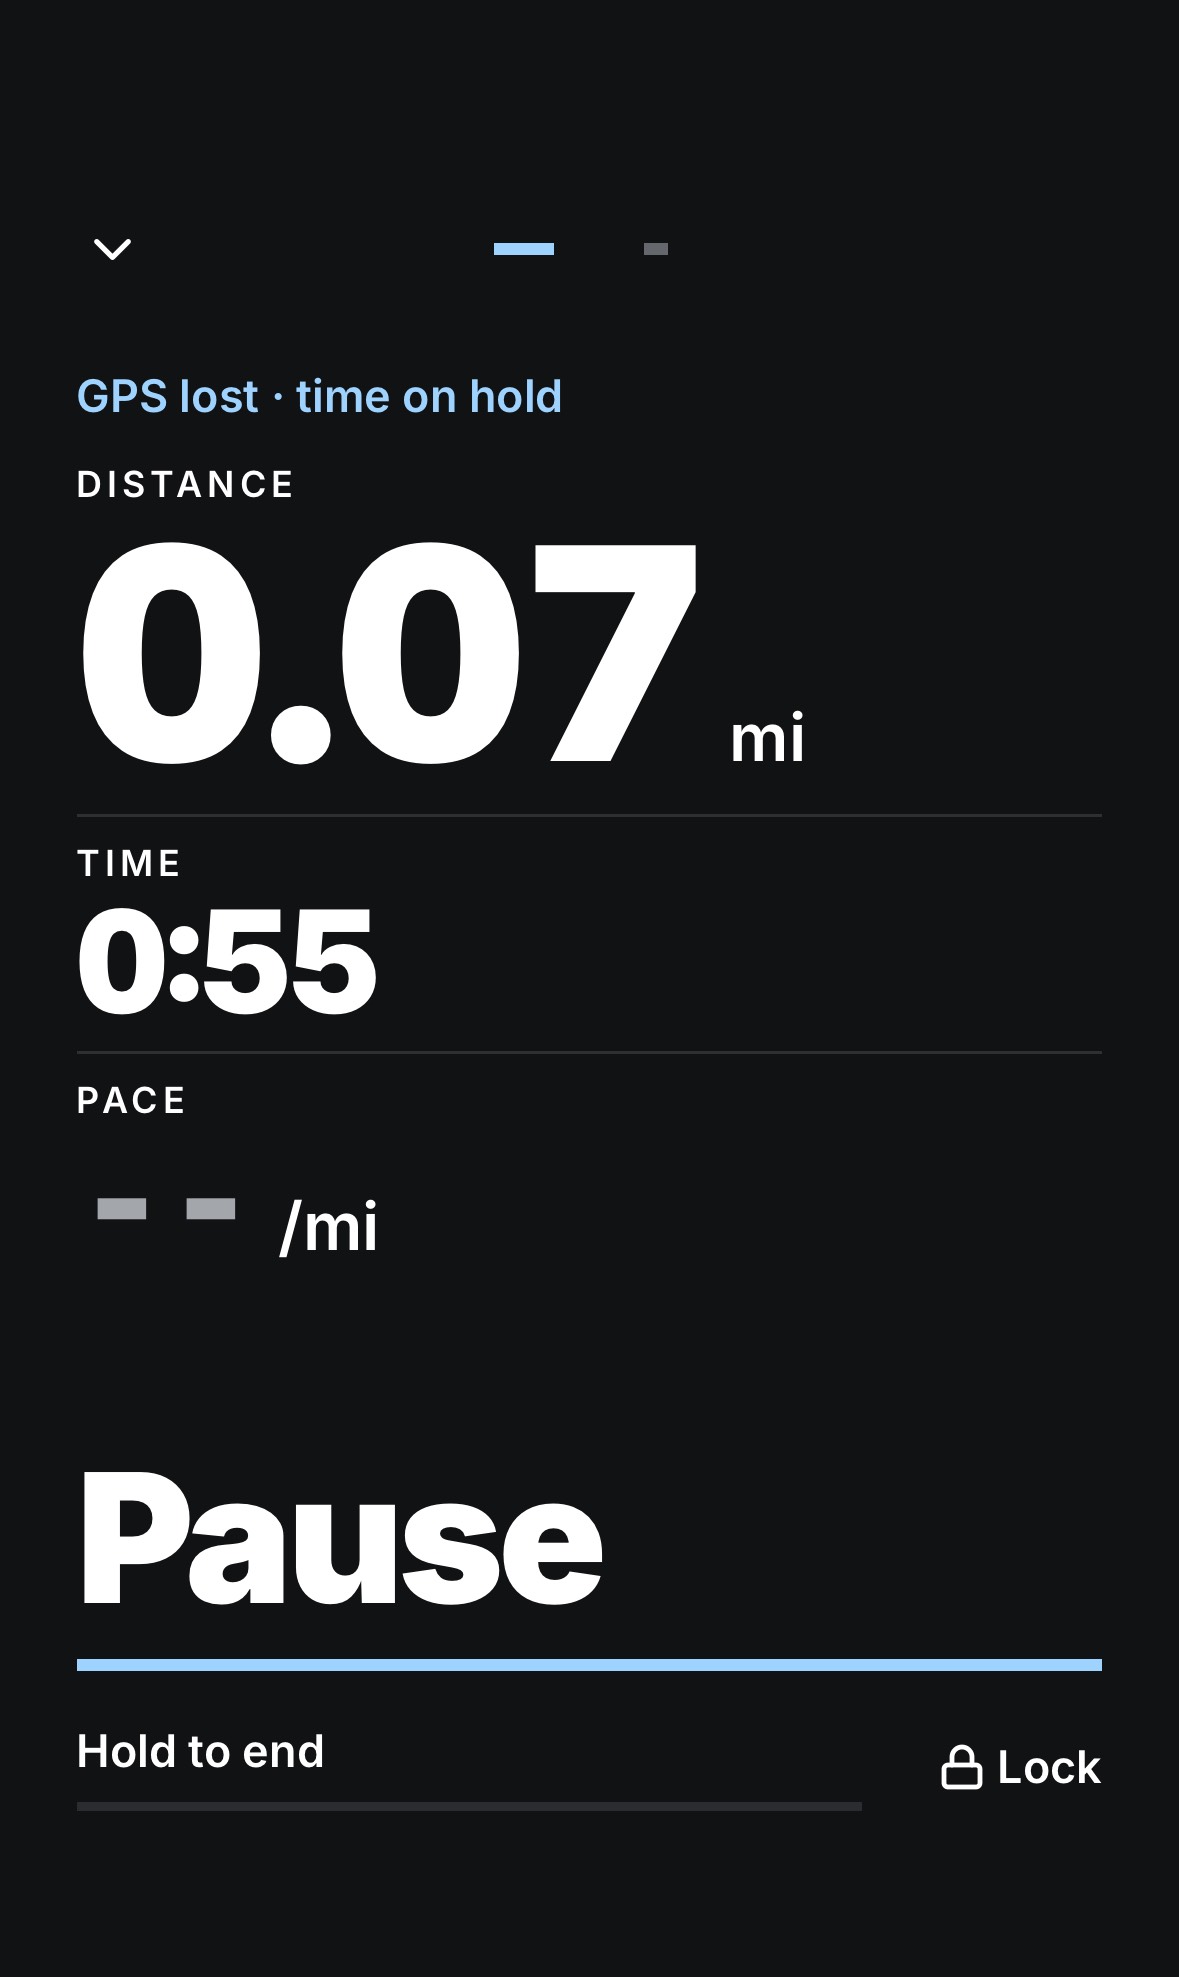 GPS lost · time on hold
DISTANCE
0.07 mi
TIME
0:55
PACE
-- /mi
Pause
Hold to end
Lock